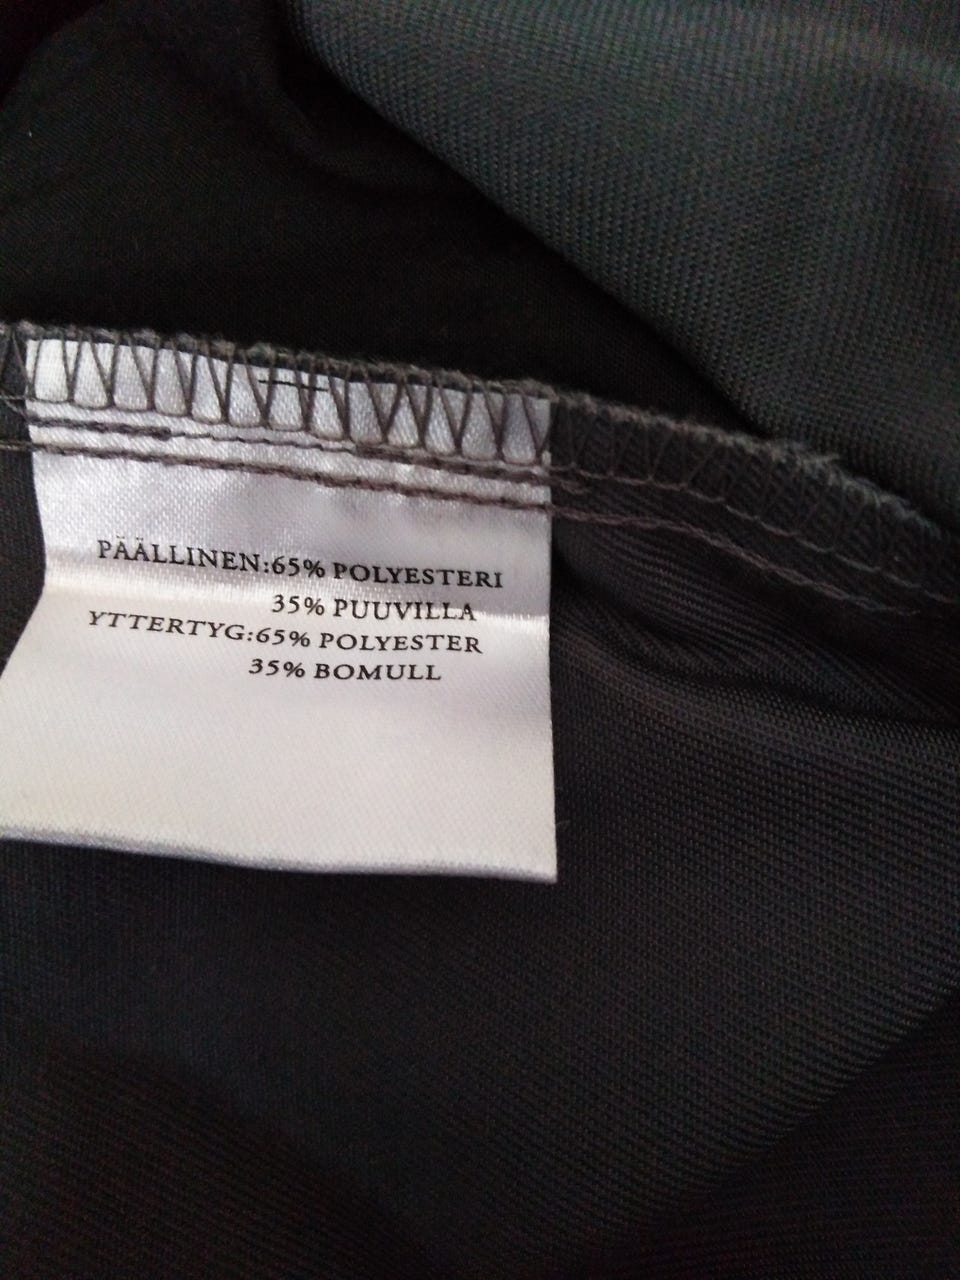 PÄÄLLINEN:65% POLYESTERI
35% PUUVILLA
YTTERTYG:65% POLYESTER
35% BOMULL